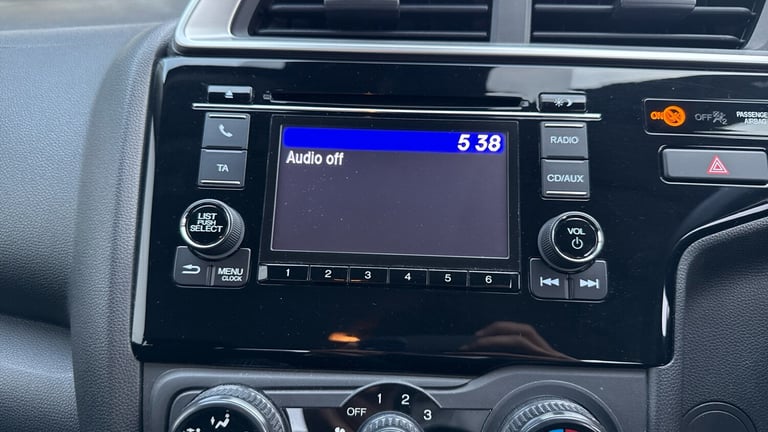 5 38
Audio off
TA
LIST
PUSH
SELECT
MENU
CLOCK
1 2 3 4 5 6
RADIO
CD/AUX
VOL
ON
OFF
PASSENGER
AIRBAG
OFF 1 2 3